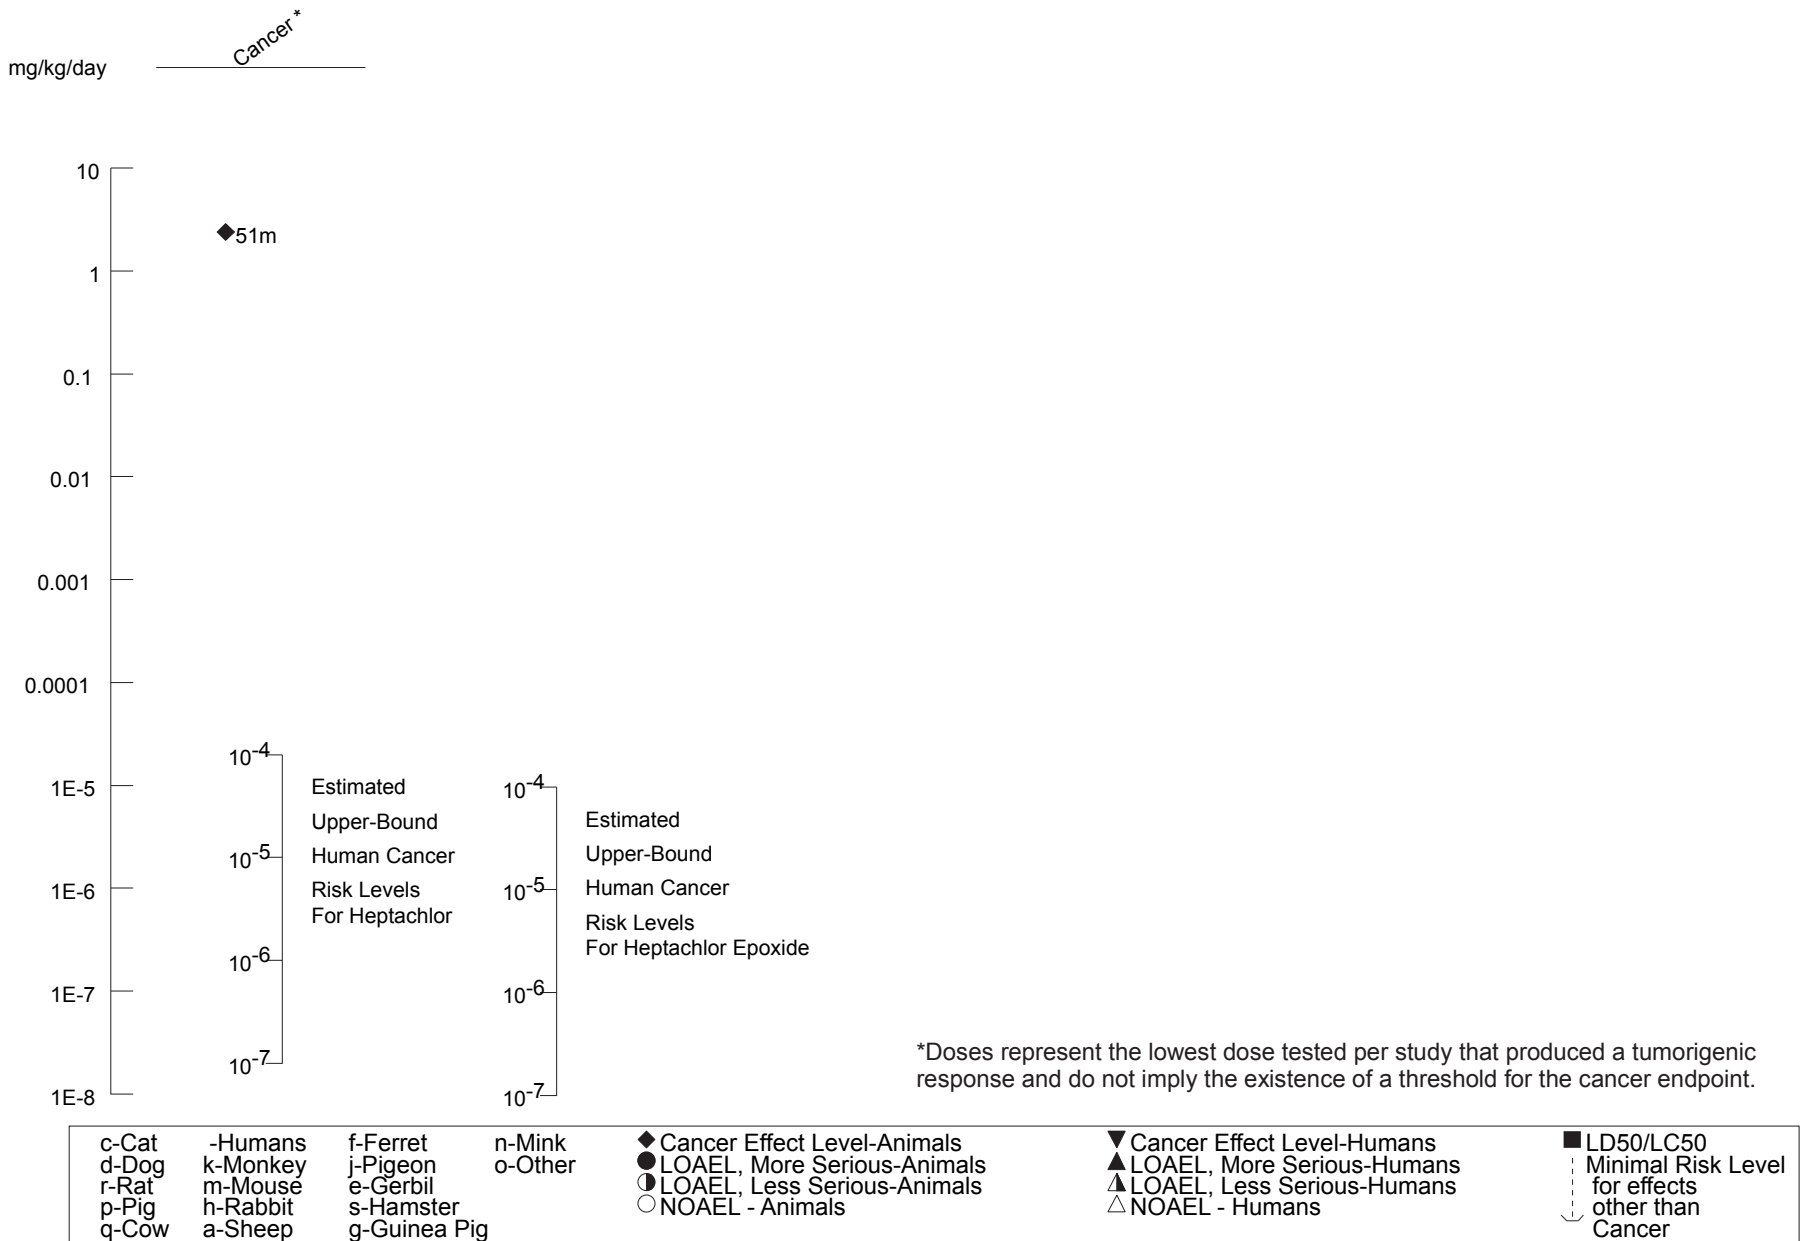 Cancer *
mg/kg/day
10
51m
1
0.1
0.01
0.001
0.0001
1E-5
1E-6
1E-7
1E-8
10-4
10-5
10-6
10-7
Estimated
Upper-Bound
Human Cancer
Risk Levels
For Heptachlor
10-4
10-5
10-6
10-7
Estimated
Upper-Bound
Human Cancer
Risk Levels
For Heptachlor Epoxide
*Doses represent the lowest dose tested per study that produced a tumorigenic
response and do not imply the existence of a threshold for the cancer endpoint.
c-Cat
d-Dog
r-Rat
p-Pig
q-Cow
-Humans
k-Monkey
m-Mouse
h-Rabbit
a-Sheep
f-Ferret
j-Pigeon
e-Gerbil
s-Hamster
g-Guinea Pig
n-Mink
o-Other
Cancer Effect Level-Animals
LOAEL, More Serious-Animals
LOAEL, Less Serious-Animals
NOAEL - Animals
Cancer Effect Level-Humans
LOAEL, More Serious-Humans
LOAEL, Less Serious-Humans
NOAEL - Humans
LD50/LC50
Minimal Risk Level
for effects
other than
Cancer